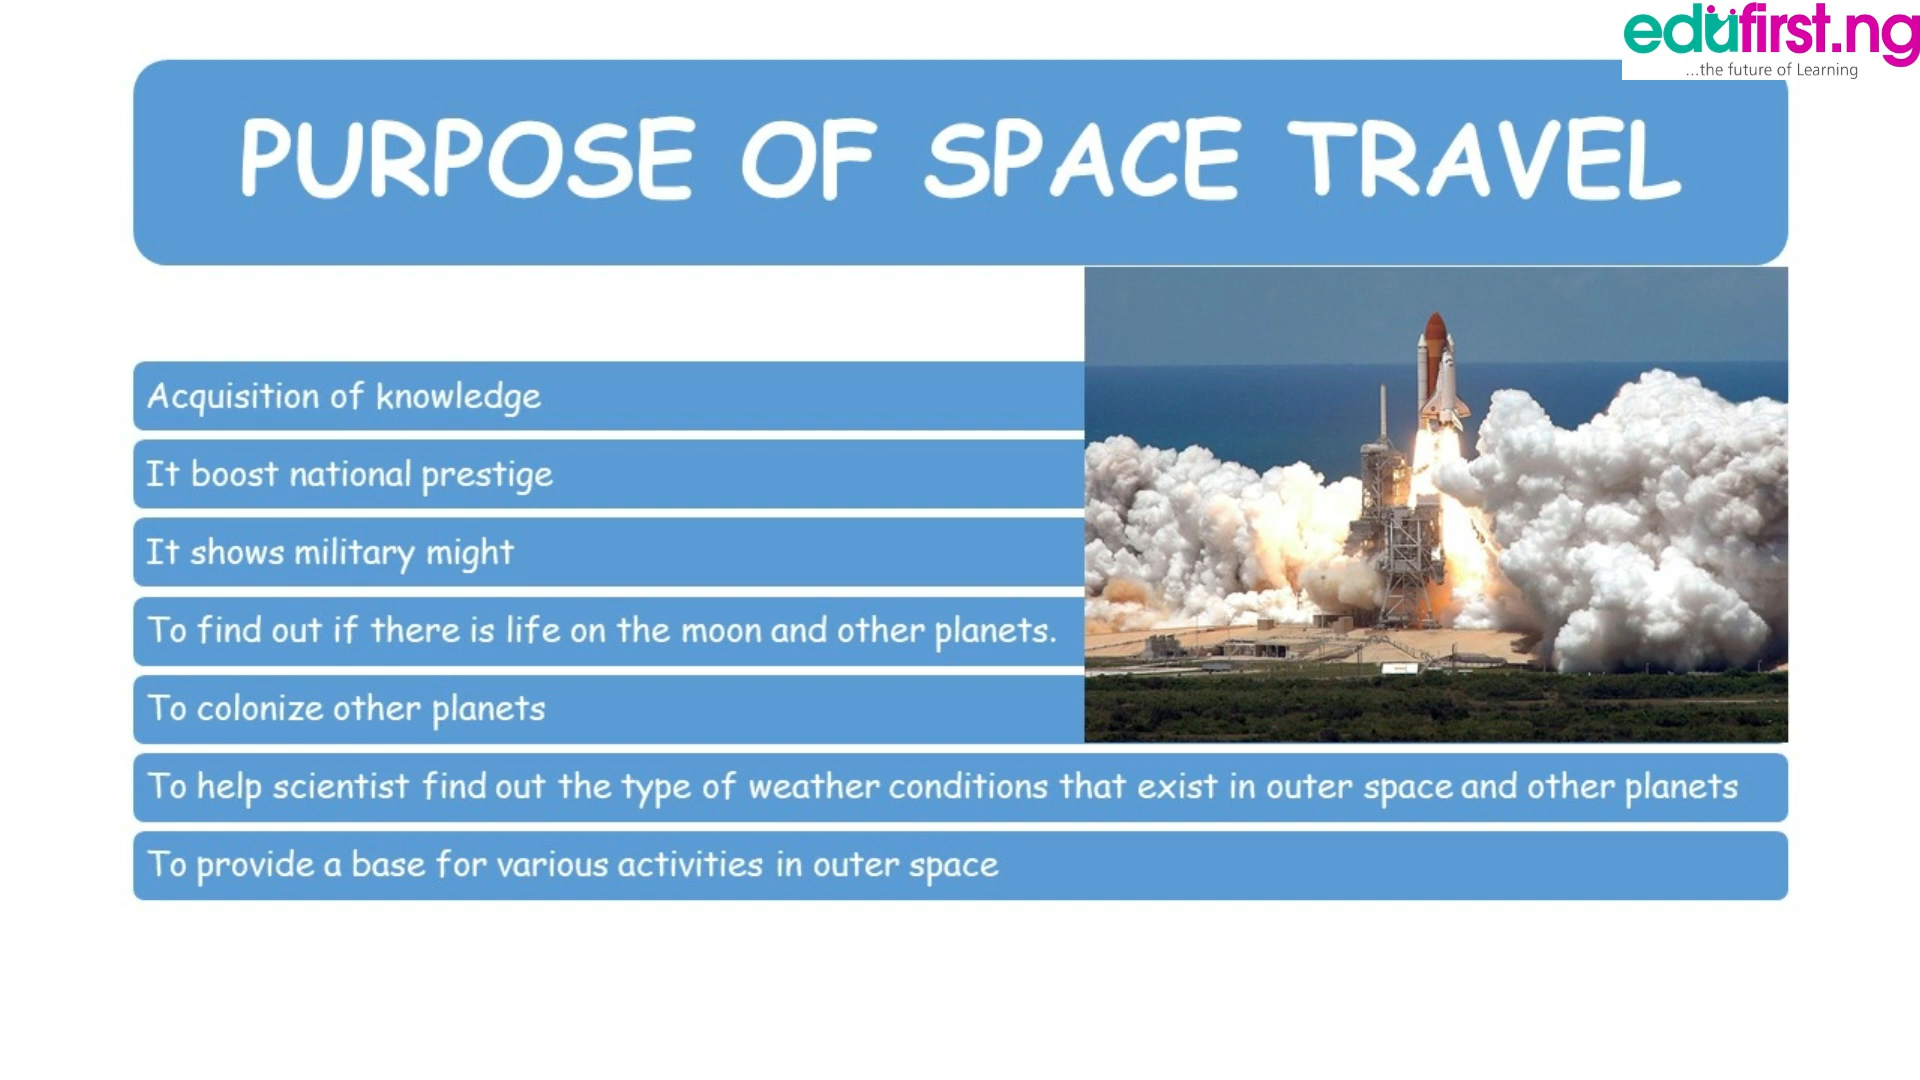 edufirst.ng
...the future of Learning
PURPOSE OF SPACE TRAVEL
Acquisition of knowledge
It boost national prestige
It shows military might
To find out if there is life on the moon and other planets.
To colonize other planets
To help scientist find out the type of weather conditions that exist in outer space and other planets
To provide a base for various activities in outer space